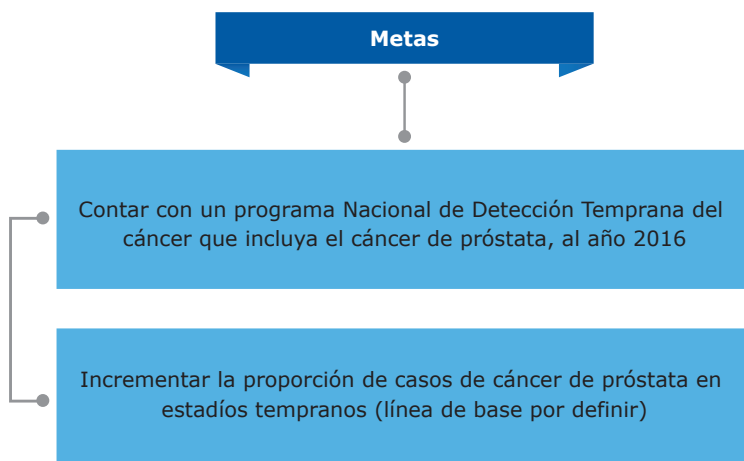 Metas
Contar con un programa Nacional de Detección Temprana del
cáncer que incluya el cáncer de próstata, al año 2016
Incrementar la proporción de casos de cáncer de próstata en
estadíos tempranos (línea de base por definir)